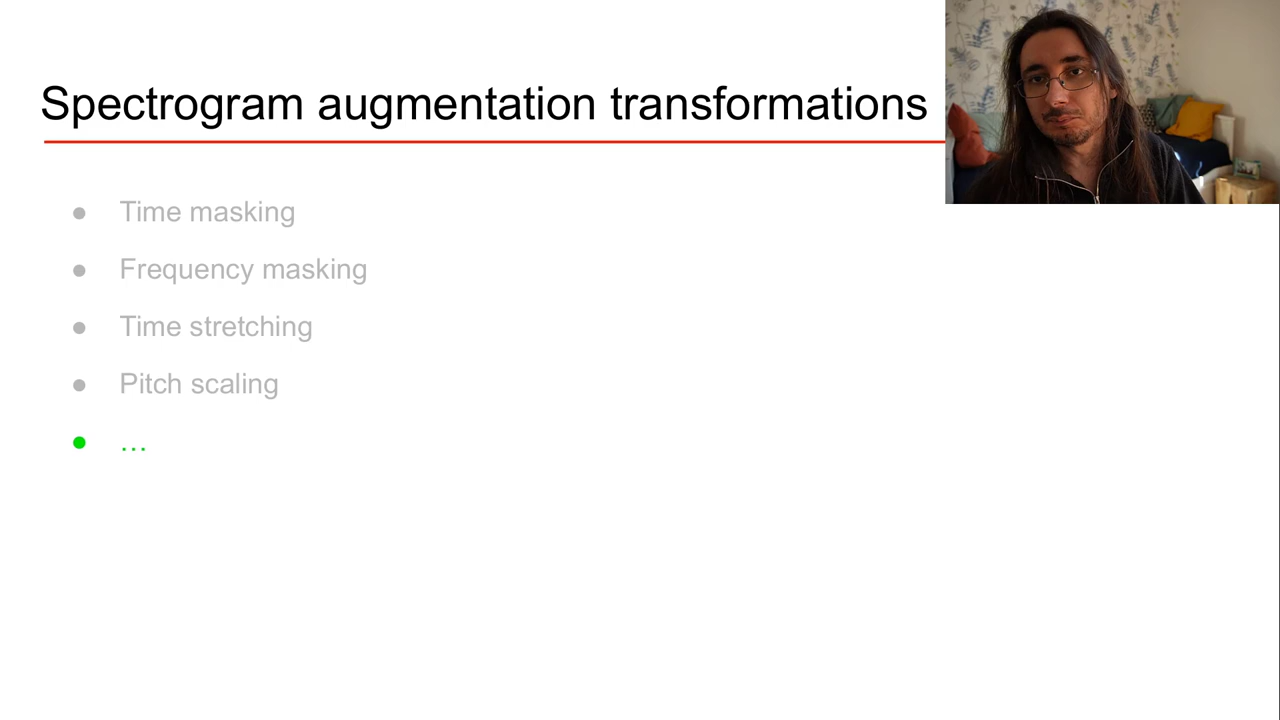 Spectrogram augmentation transformations
● Time masking
● Frequency masking
● Time stretching
● Pitch scaling
● …